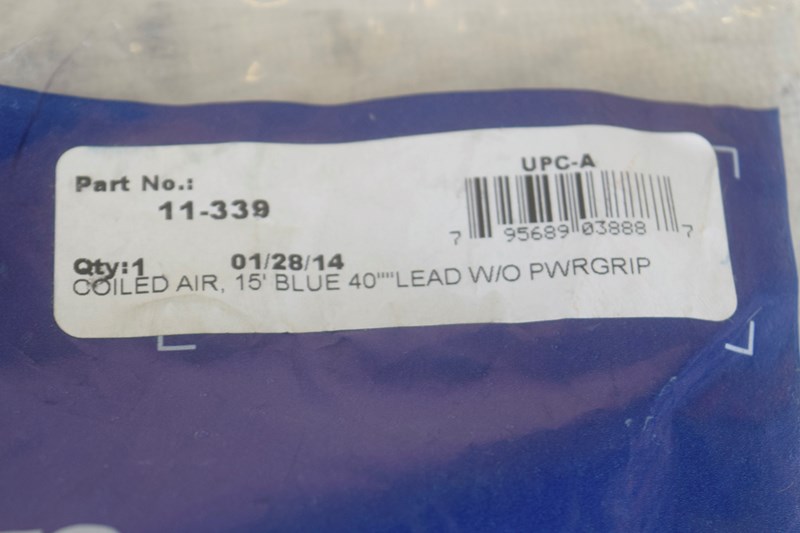 Part No.:
11-339
UPC-A
7 95689 03888 7
Qty:1 01/28/14
COILED AIR, 15' BLUE 40""LEAD W/O PWRGRIP